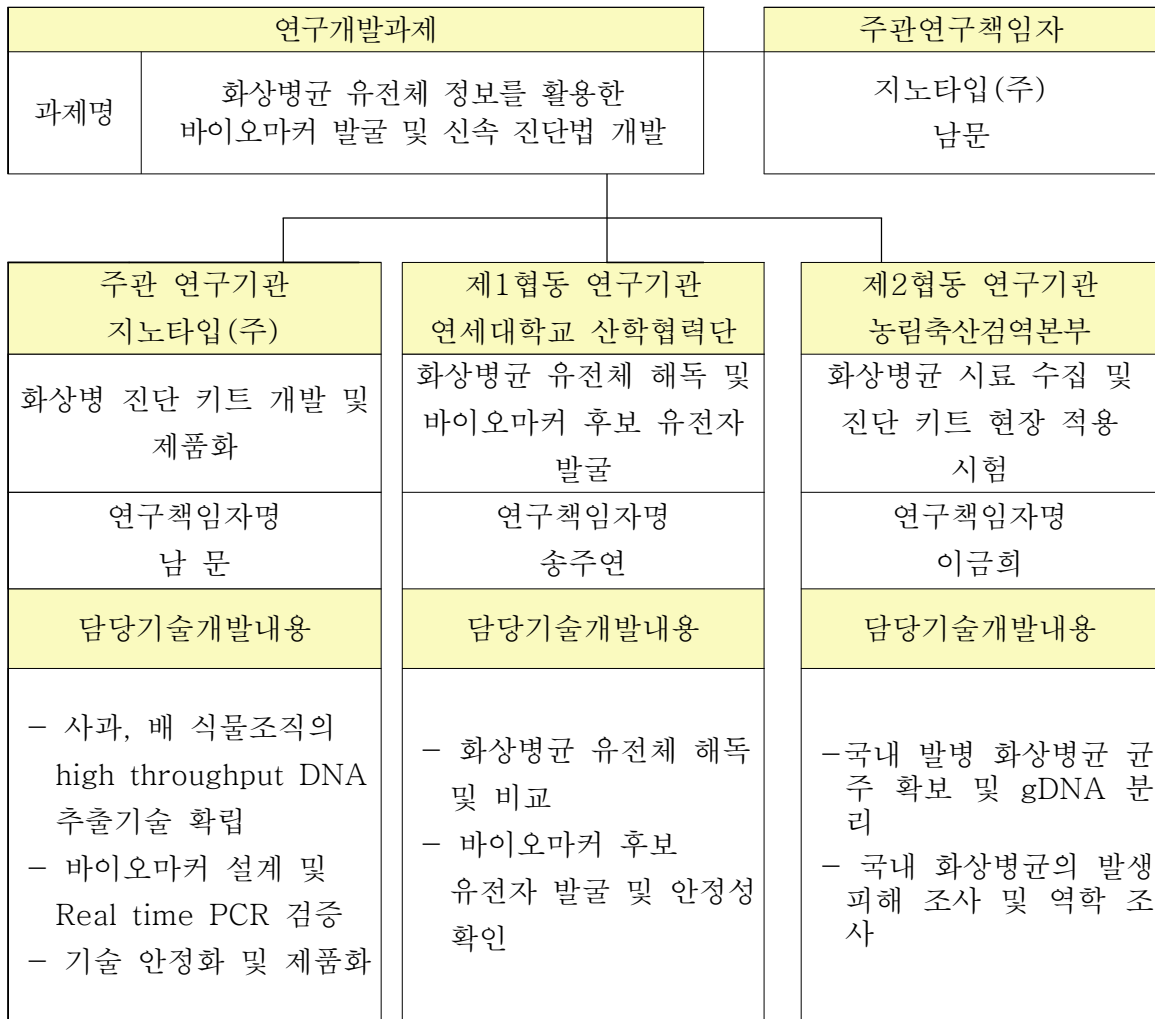 연구개발과제
과제명
화상병균 유전체 정보를 활용한
바이오마커 발굴 및 신속 진단법 개발
주관연구책임자
지노타입(주)
남문
주관 연구기관
지노타입(주)
화상병 진단 키트 개발 및
제품화
연구책임자명
남 문
담당기술개발내용
- 사과, 배 식물조직의
high throughput DNA
추출기술 확립
- 바이오마커 설계 및
Real time PCR 검증
- 기술 안정화 및 제품화
제1협동 연구기관
연세대학교 산학협력단
화상병균 유전체 해독 및
바이오마커 후보 유전자
발굴
연구책임자명
송주연
담당기술개발내용
- 화상병균 유전체 해독
및 비교
- 바이오마커 후보
유전자 발굴 및 안정성
확인
제2협동 연구기관
농림축산검역본부
화상병균 시료 수집 및
진단 키트 현장 적용
시험
연구책임자명
이금희
담당기술개발내용
-국내 발병 화상병균 균
주 확보 및 gDNA 분
리
- 국내 화상병균의 발생
피해 조사 및 역학 조
사